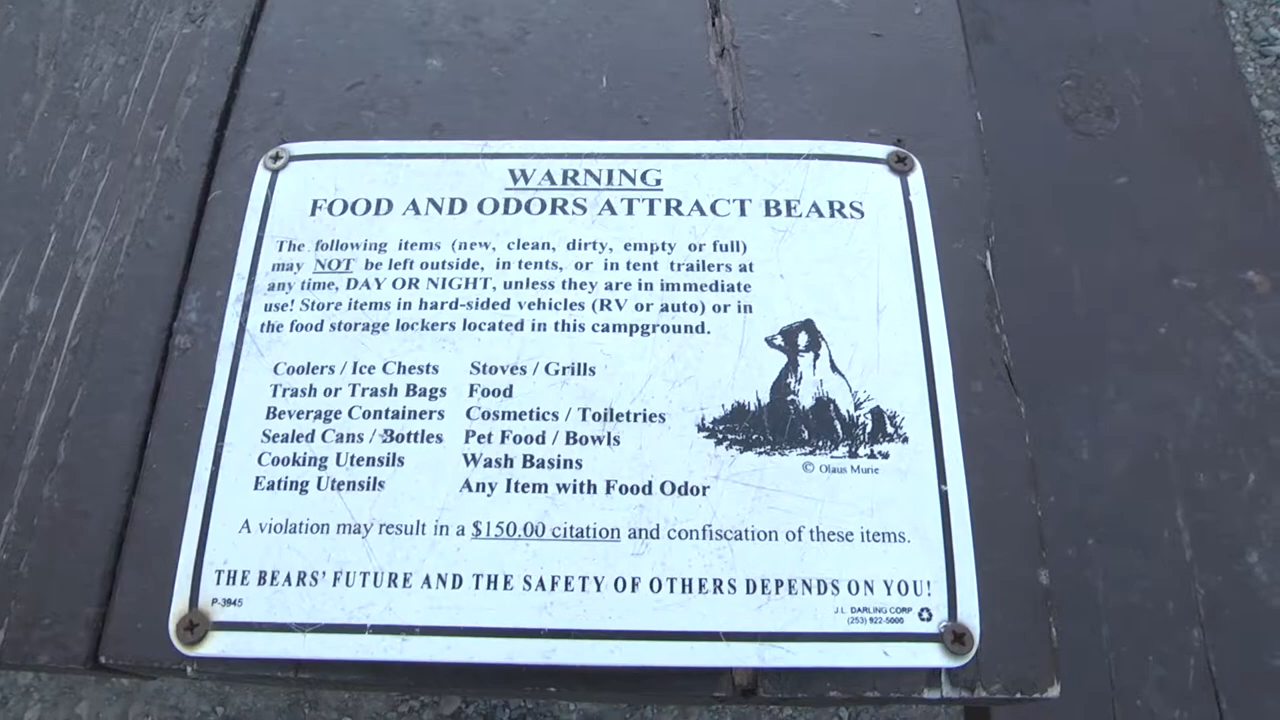 WARNING
FOOD AND ODORS ATTRACT BEARS
The following items (new, clean, dirty, empty or full)
may NOT be left outside, in tents, or in tent trailers at
any time, DAY OR NIGHT, unless they are in immediate
use! Store items in hard-sided vehicles (RV or auto) or in
the food storage lockers located in this campground.
Coolers / Ice Chests
Trash or Trash Bags
Beverage Containers
Sealed Cans / Bottles
Cooking Utensils
Eating Utensils
Stoves / Grills
Food
Cosmetics / Toiletries
Pet Food / Bowls
Wash Basins
Any Item with Food Odor
© Olaus Murie
A violation may result in a $150.00 citation and confiscation of these items.
THE BEARS' FUTURE AND THE SAFETY OF OTHERS DEPENDS ON YOU!
P-3945
J.L. DARLING CORP
(253) 922-5000